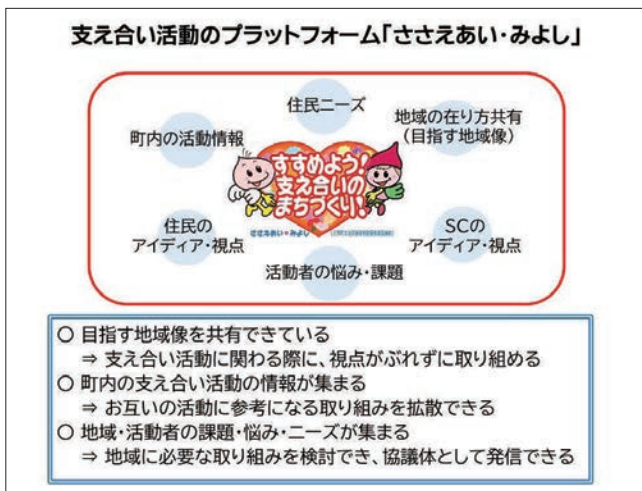 支え合い活動のプラットフォーム「ささえあい・みよし」
住民ニーズ
町内の活動情報
地域の在り方共有
(目指す地域像)
すすめよう!
支え合いの
まちづくり!
ささえあい・みよし
住民の
アイディア・視点
SCの
アイディア・視点
活動者の悩み・課題
○ 目指す地域像を共有できている
⇒ 支え合い活動に関わる際に、視点がぶれずに取り組める
○ 町内の支え合い活動の情報が集まる
⇒ お互いの活動に参考になる取り組みを拡散できる
○ 地域・活動者の課題・悩み・ニーズが集まる
⇒ 地域に必要な取り組みを検討でき、協議体として発信できる